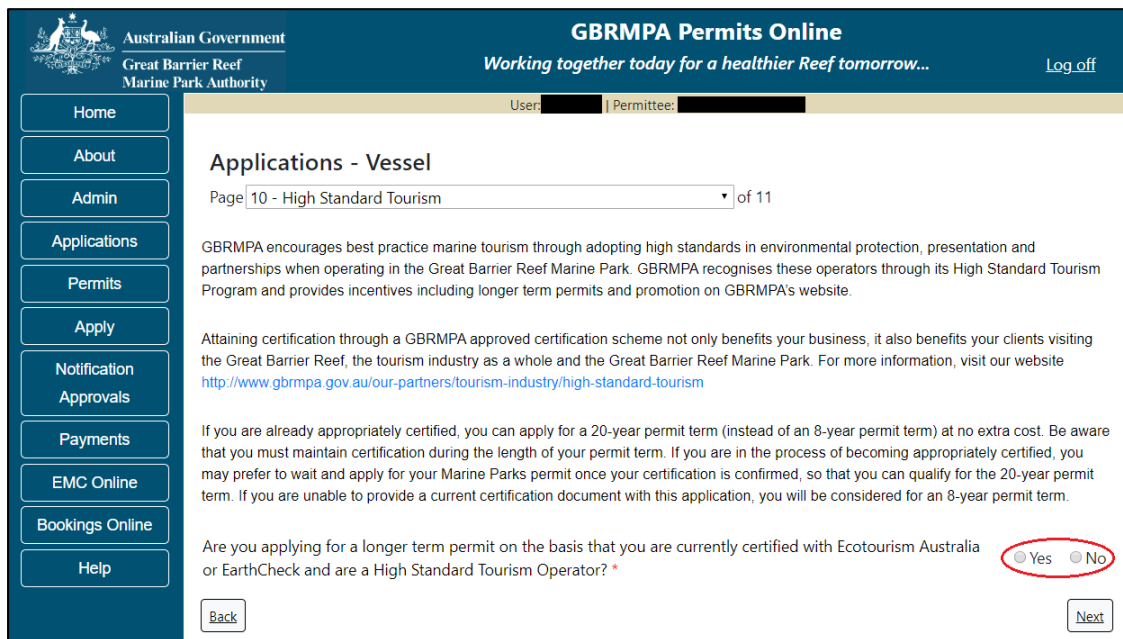 Australian Government
Great Barrier Reef
Marine Park Authority
GBRMPA Permits Online
Working together today for a healthier Reef tomorrow...
Log off
User: | Permittee:
Home
About
Admin
Applications
Permits
Apply
Notification
Approvals
Payments
EMC Online
Bookings Online
Help
Applications - Vessel
Page 10 - High Standard Tourism of 11
GBRMPA encourages best practice marine tourism through adopting high standards in environmental protection, presentation and
partnerships when operating in the Great Barrier Reef Marine Park. GBRMPA recognises these operators through its High Standard Tourism
Program and provides incentives including longer term permits and promotion on GBRMPA's website.
Attaining certification through a GBRMPA approved certification scheme not only benefits your business, it also benefits your clients visiting
the Great Barrier Reef, the tourism industry as a whole and the Great Barrier Reef Marine Park. For more information, visit our website
http://www.gbrmpa.gov.au/our-partners/tourism-industry/high-standard-tourism
If you are already appropriately certified, you can apply for a 20-year permit term (instead of an 8-year permit term) at no extra cost. Be aware
that you must maintain certification during the length of your permit term. If you are in the process of becoming appropriately certified, you
may prefer to wait and apply for your Marine Parks permit once your certification is confirmed, so that you can qualify for the 20-year permit
term. If you are unable to provide a current certification document with this application, you will be considered for an 8-year permit term.
Are you applying for a longer term permit on the basis that you are currently certified with Ecotourism Australia
or EarthCheck and are a High Standard Tourism Operator? *
Yes No
Back
Next